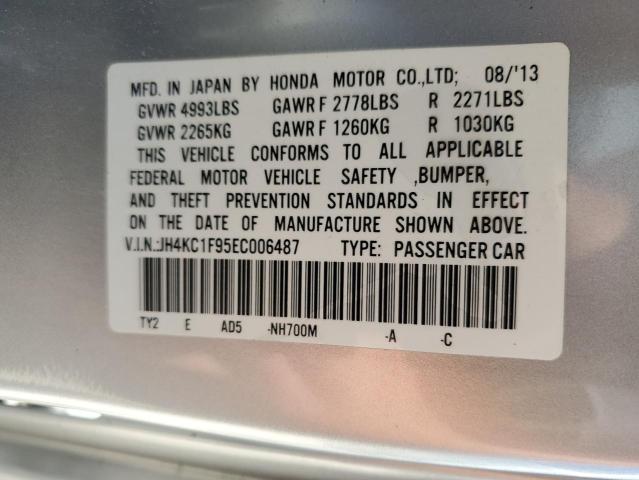 MFD. IN JAPAN BY HONDA MOTOR CO.,LTD; 08/'13
GVWR 4993LBS GAWR F 2778LBS R 2271LBS
GVWR 2265KG GAWR F 1260KG R 1030KG
THIS VEHICLE CONFORMS TO ALL APPLICABLE
FEDERAL MOTOR VEHICLE SAFETY ,BUMPER,
AND THEFT PREVENTION STANDARDS IN EFFECT
ON THE DATE OF MANUFACTURE SHOWN ABOVE.
V.I.N.:JH4KC1F95EC006487 TYPE: PASSENGER CAR
TY2 E AD5 -NH700M -A -C